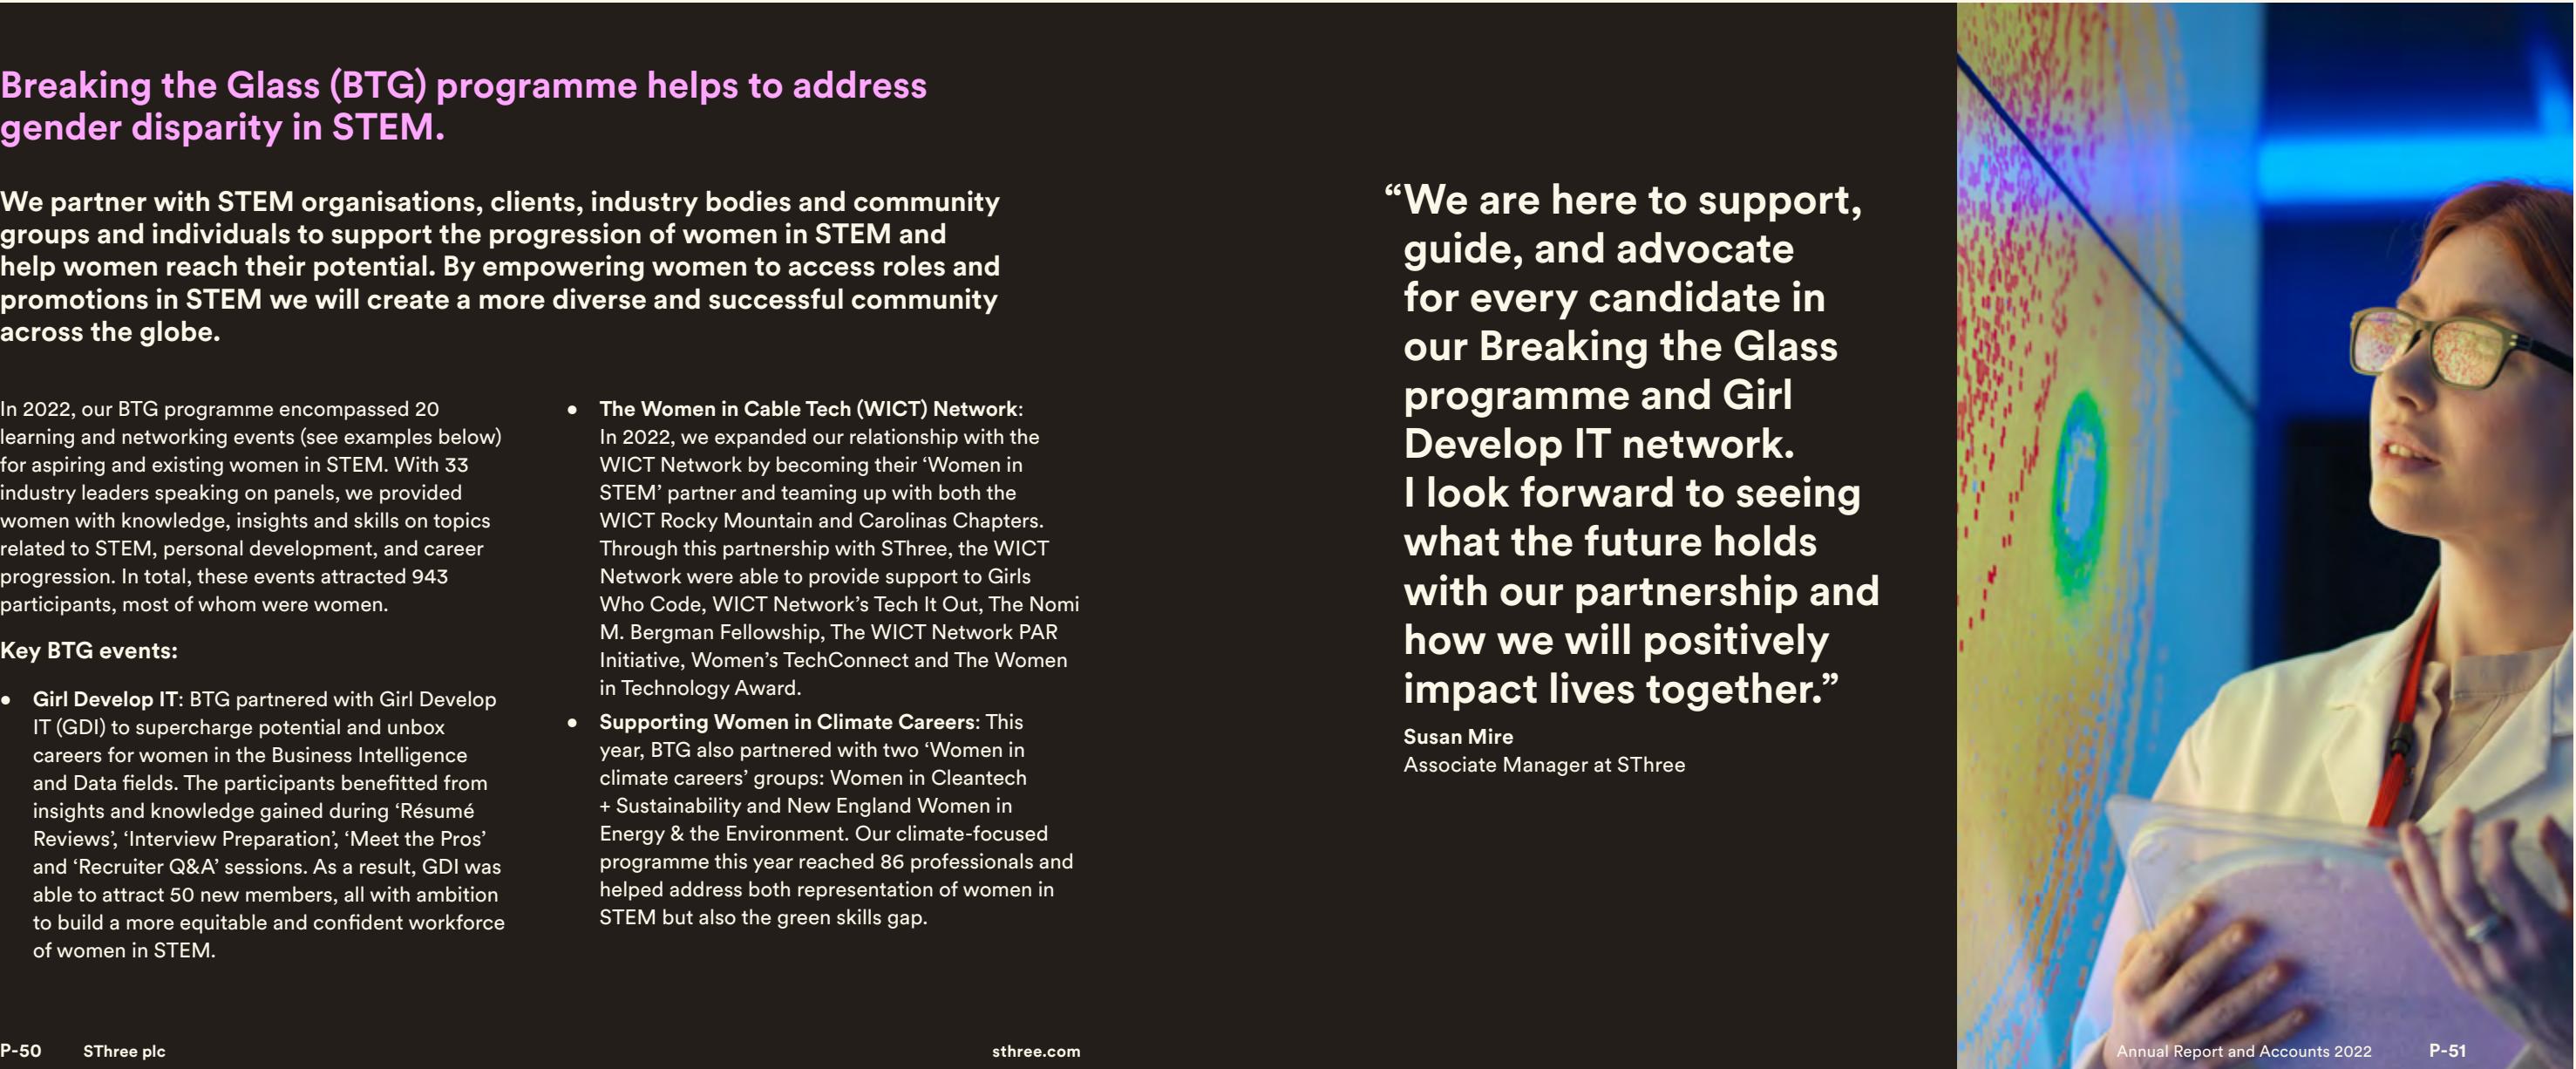 Breaking the Glass (BTG) programme helps to address
gender disparity in STEM.
We partner with STEM organisations, clients, industry bodies and community
groups and individuals to support the progression of women in STEM and
help women reach their potential. By empowering women to access roles and
promotions in STEM we will create a more diverse and successful community
across the globe.
In 2022, our BTG programme encompassed 20
learning and networking events (see examples below)
for aspiring and existing women in STEM. With 33
industry leaders speaking on panels, we provided
women with knowledge, insights and skills on topics
related to STEM, personal development, and career
progression. In total, these events attracted 943
participants, most of whom were women.
Key BTG events:
• Girl Develop IT: BTG partnered with Girl Develop
IT (GDI) to supercharge potential and unbox
careers for women in the Business Intelligence
and Data fields. The participants benefitted from
insights and knowledge gained during ‘Résumé
Reviews’, ‘Interview Preparation’, ‘Meet the Pros’
and ‘Recruiter Q&A’ sessions. As a result, GDI was
able to attract 50 new members, all with ambition
to build a more equitable and confident workforce
of women in STEM.
• The Women in Cable Tech (WICT) Network:
In 2022, we expanded our relationship with the
WICT Network by becoming their ‘Women in
STEM’ partner and teaming up with both the
WICT Rocky Mountain and Carolinas Chapters.
Through this partnership with SThree, the WICT
Network were able to provide support to Girls
Who Code, WICT Network’s Tech It Out, The Nomi
M. Bergman Fellowship, The WICT Network PAR
Initiative, Women’s TechConnect and The Women
in Technology Award.
• Supporting Women in Climate Careers: This
year, BTG also partnered with two ‘Women in
climate careers’ groups: Women in Cleantech
+ Sustainability and New England Women in
Energy & the Environment. Our climate-focused
programme this year reached 86 professionals and
helped address both representation of women in
STEM but also the green skills gap.
“We are here to support,
guide, and advocate
for every candidate in
our Breaking the Glass
programme and Girl
Develop IT network.
I look forward to seeing
what the future holds
with our partnership and
how we will positively
impact lives together.”
Susan Mire
Associate Manager at SThree
P-50 SThree plc
sthree.com
Annual Report and Accounts 2022 P-51